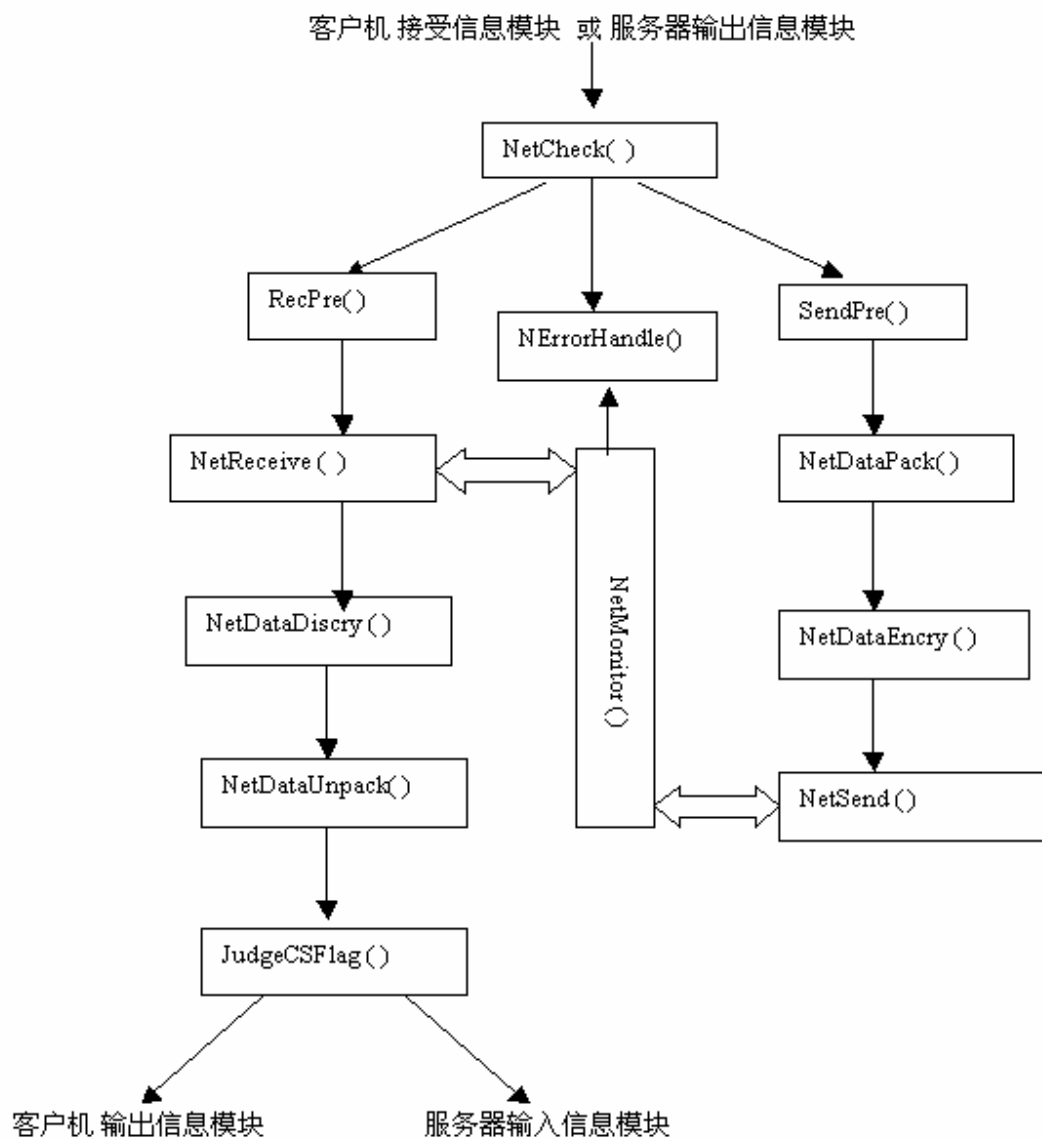 客户机 接受信息模块 或 服务器输出信息模块
NetCheck( )
RecPre()
NErrorHandle()
SendPre()
NetReceive( )
NetDataPack()
NetMonitor()
NetDataDiscry()
NetDataEncry()
NetDataUnpack()
NetSend()
JudgeCSFlag()
客户机 输出信息模块
服务器输入信息模块